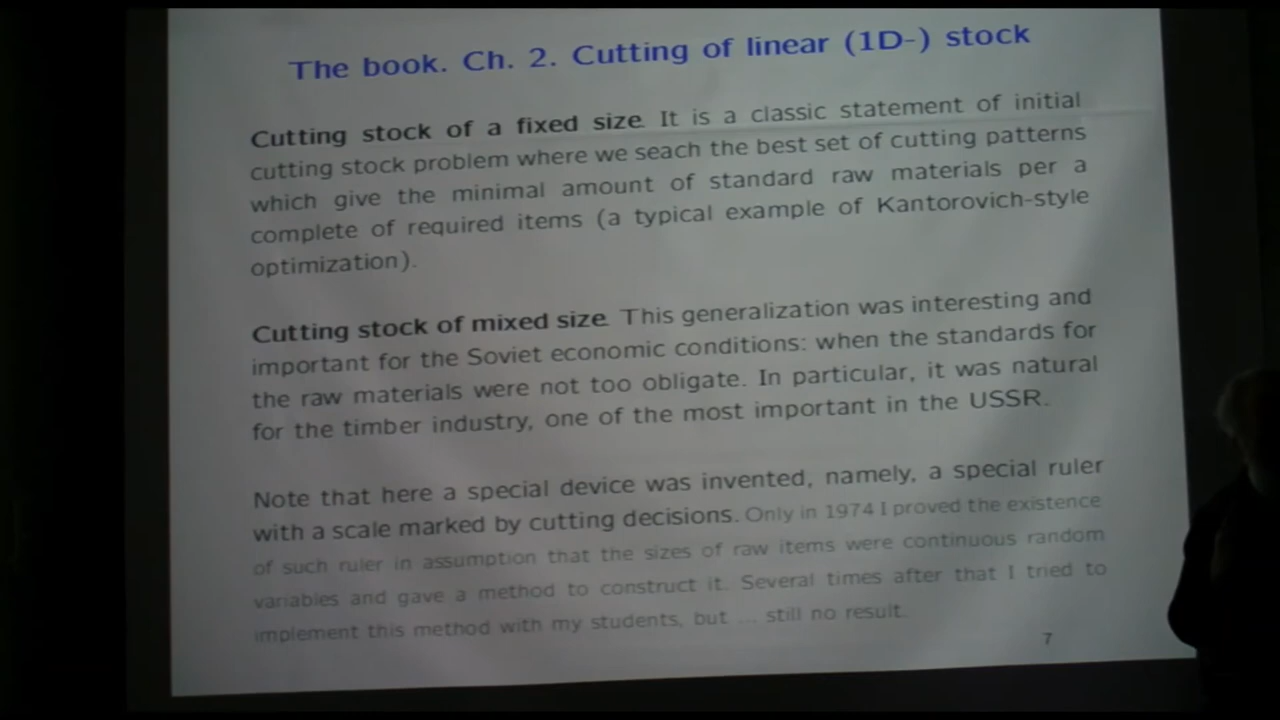 The book. Ch. 2. Cutting of linear (1D-) stock
Cutting stock of a fixed size. It is a classic statement of initial
cutting stock problem where we seach the best set of cutting patterns
which give the minimal amount of standard raw materials per a
complete of required items (a typical example of Kantorovich-style
optimization).
Cutting stock of mixed size. This generalization was interesting and
important for the Soviet economic conditions: when the standards for
the raw materials were not too obligate. In particular, it was natural
for the timber industry, one of the most important in the USSR.
Note that here a special device was invented, namely, a special ruler
with a scale marked by cutting decisions. Only in 1974 I proved the existence
of such ruler in assumption that the sizes of raw items were continuous random
variables and gave a method to construct it. Several times after that I tried to
implement this method with my students, but ... still no result.
7